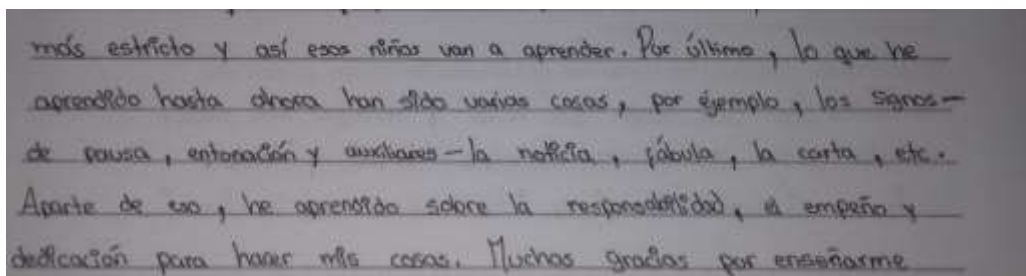 más estricto y así esos niños van a aprender. Por último, lo que he
aprendido hasta ahora han sido varias cosas, por ejemplo, los signos-
de pausa, entonación y auxiliares-la noticia, fábula, la carta, etc.
Aparte de eso, he aprendido sobre la responsabilidad, el empeño y
dedicación para hacer mis cosas. Muchas gracias por enseñarme